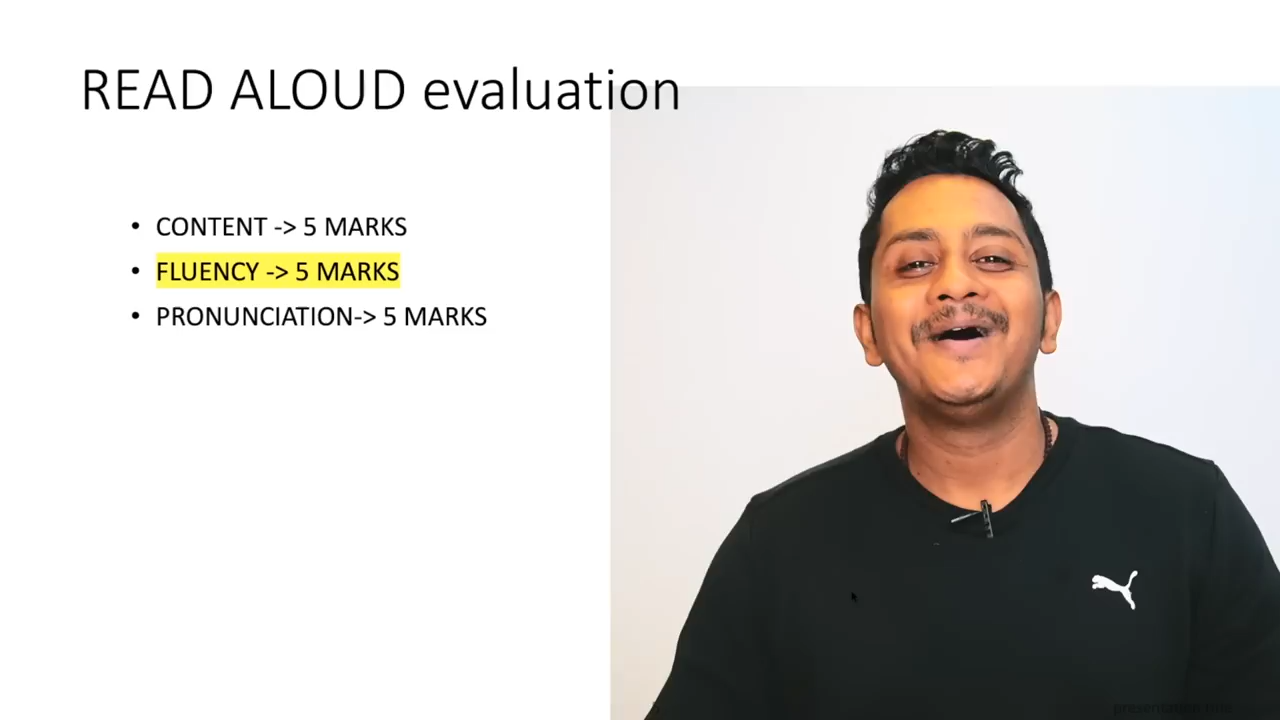 READ ALOUD evaluation
• CONTENT -> 5 MARKS
• FLUENCY -> 5 MARKS
• PRONUNCIATION-> 5 MARKS